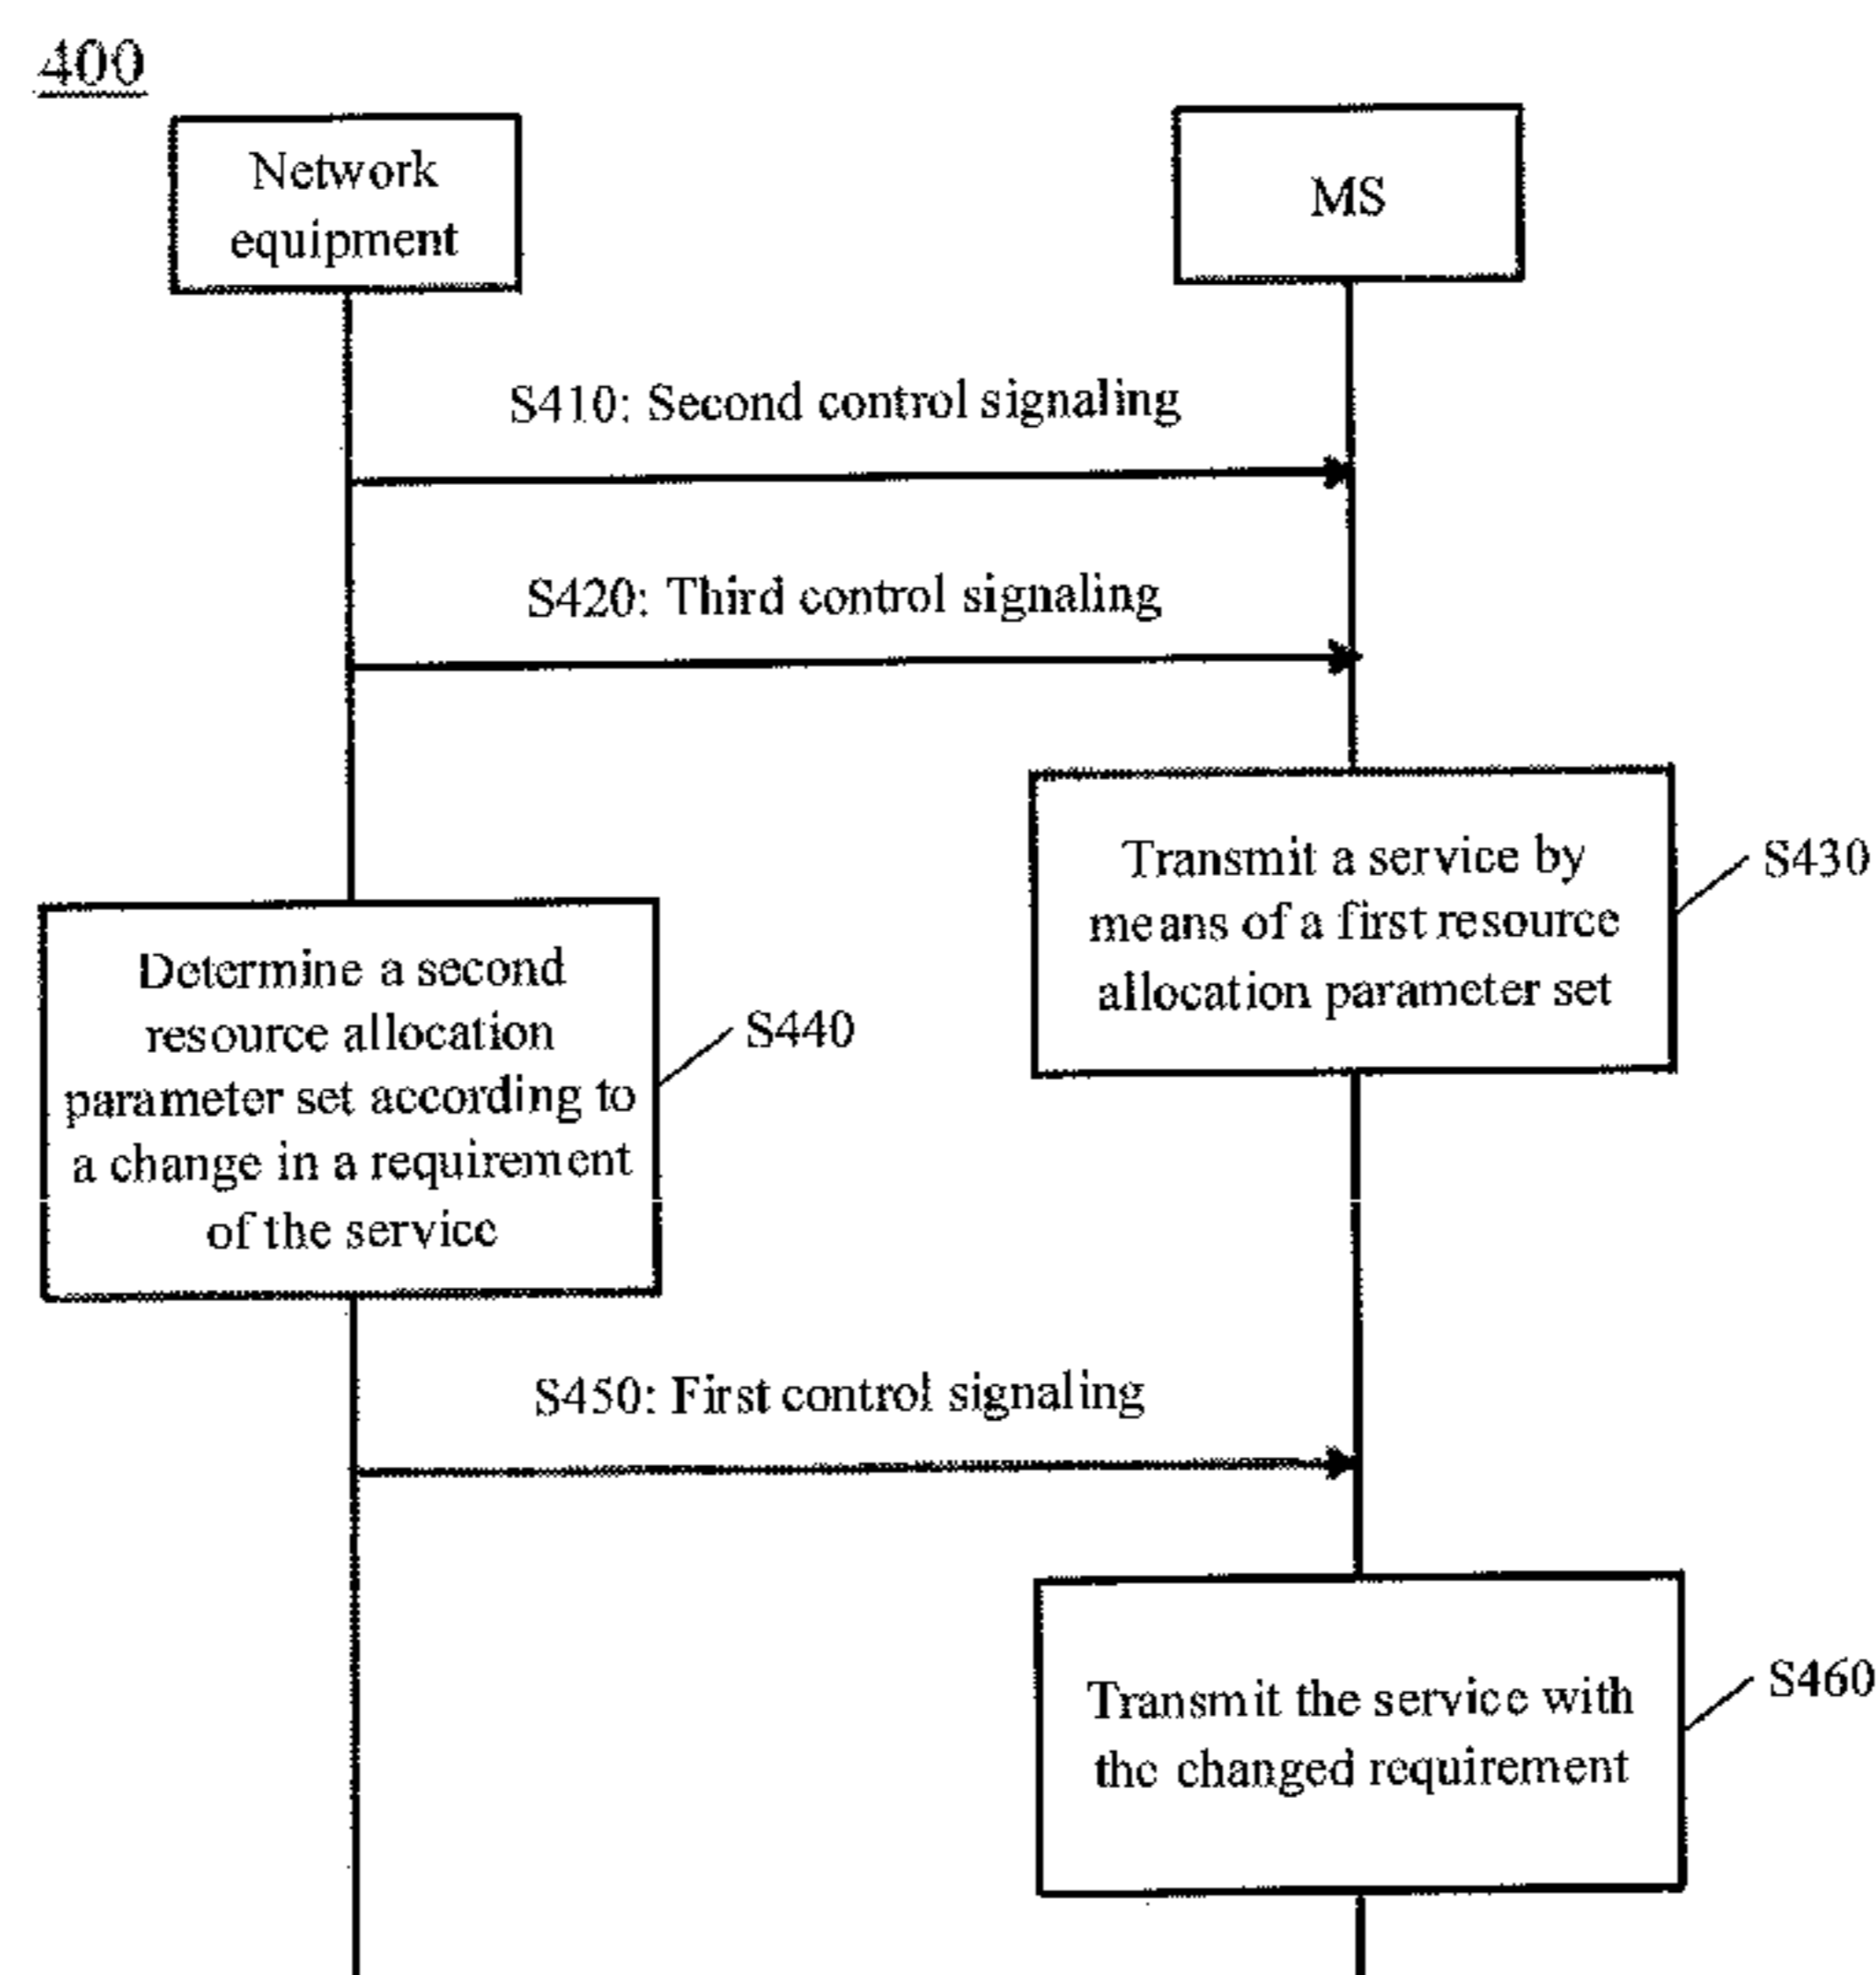 400
Network
equipment
MS
S410: Second control signaling
S420: Third control signaling
Transmit a service by
means of a first resource
allocation parameter set
S430
Determine a second
resource allocation
parameter set according to
a change in a requirement
of the service
S440
S450: First control signaling
Transmit the service with
the changed requirement
S460